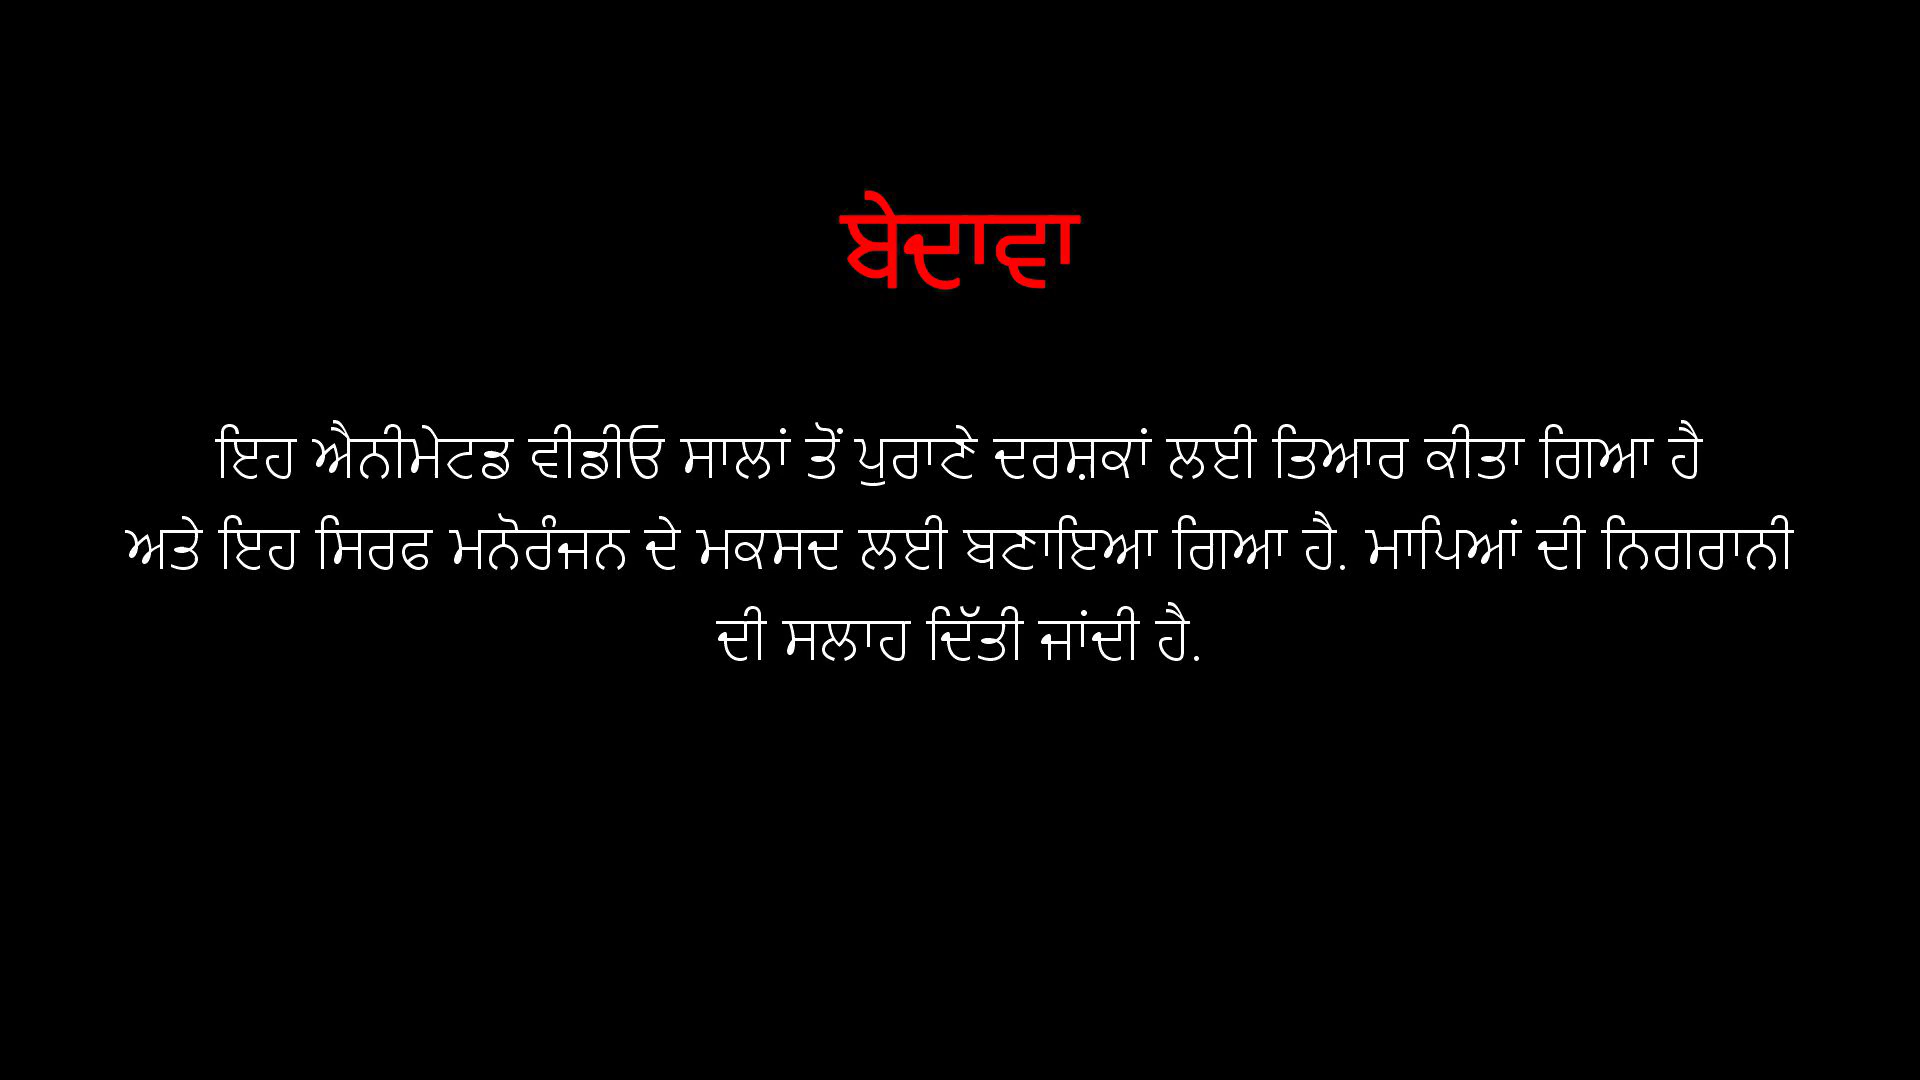 ਬੇਦਾਵਾ
ਇਹ ਐਨੀਮੇਟਡ ਵੀਡੀਓ ਸਾਲਾਂ ਤੋਂ ਪੁਰਾਣੇ ਦਰਸ਼ਕਾਂ ਲਈ ਤਿਆਰ ਕੀਤਾ ਗਿਆ ਹੈ
ਅਤੇ ਇਹ ਸਿਰਫ ਮਨੋਰੰਜਨ ਦੇ ਮਕਸਦ ਲਈ ਬਣਾਇਆ ਗਿਆ ਹੈ. ਮਾਪਿਆਂ ਦੀ ਨਿਗਰਾਨੀ
ਦੀ ਸਲਾਹ ਦਿੱਤੀ ਜਾਂਦੀ ਹੈ.